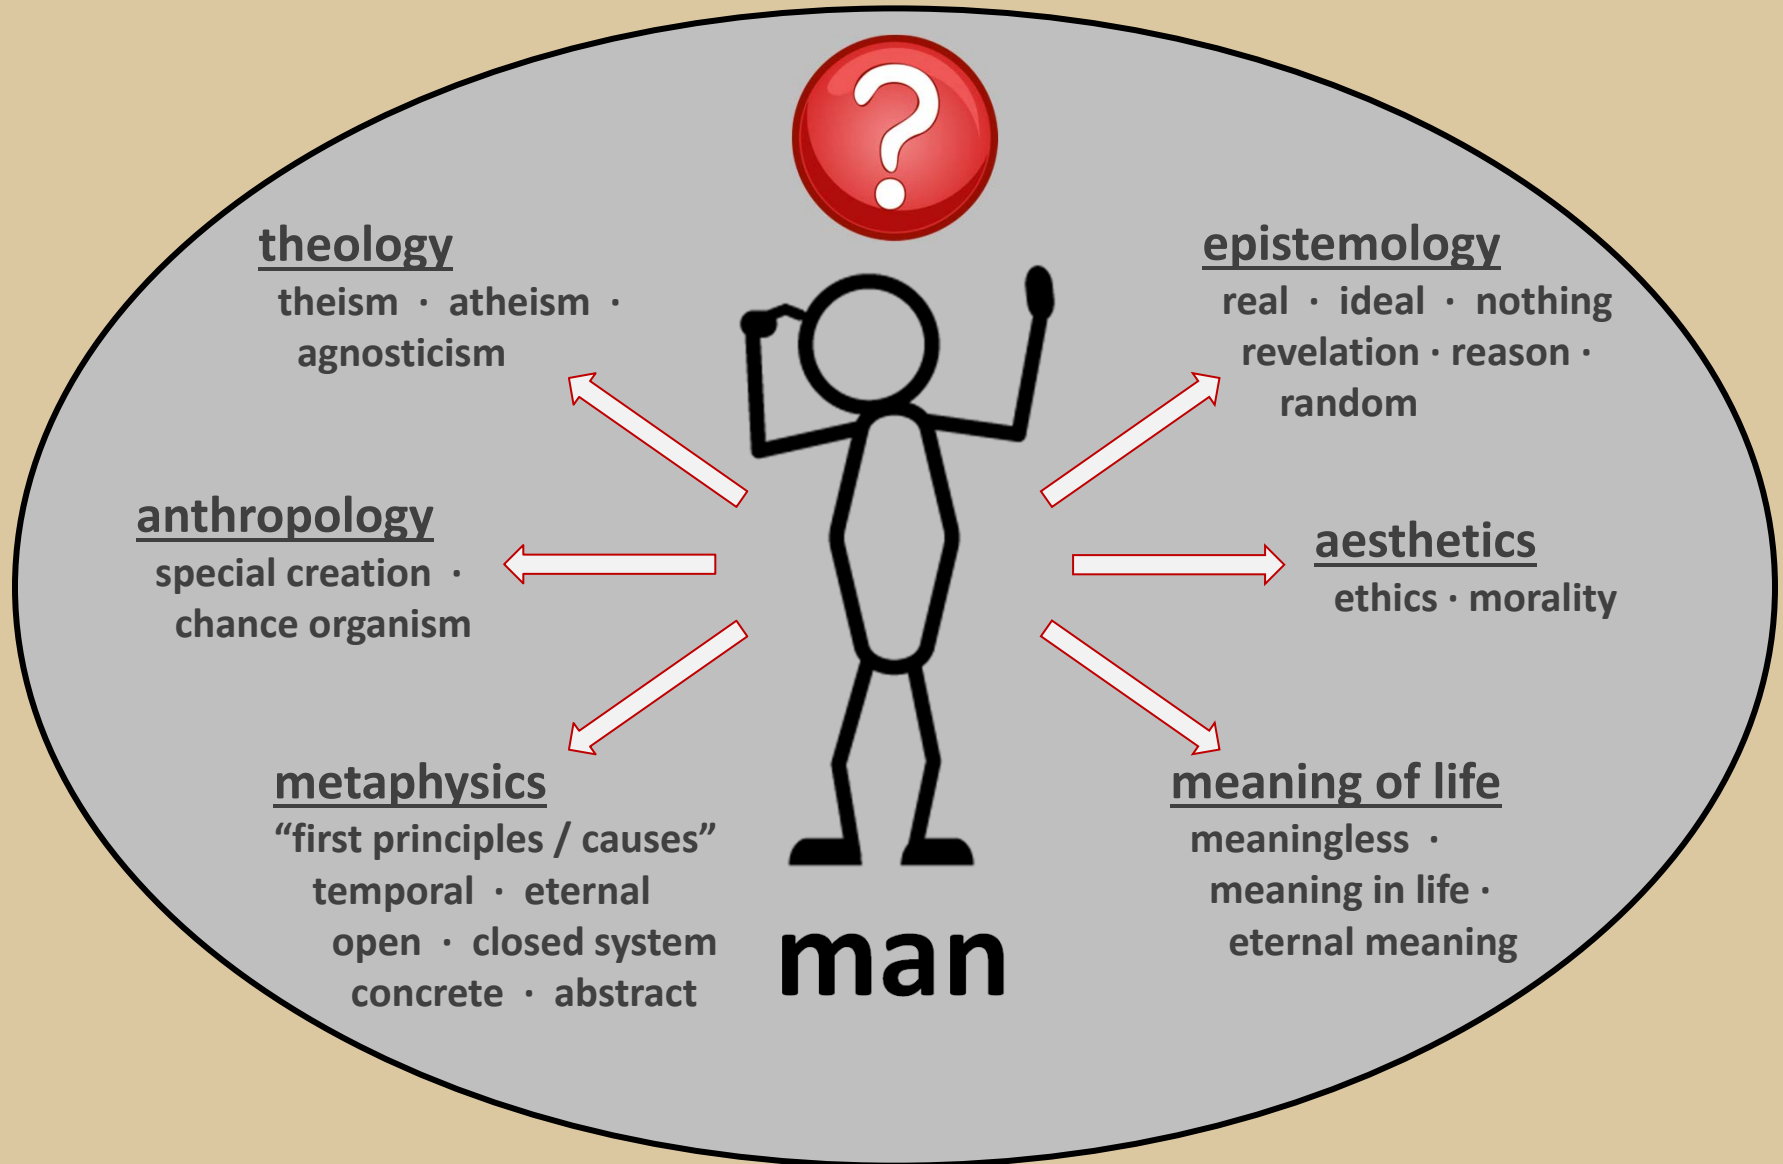 ?
theology
theism · atheism ·
agnosticism
anthropology
special creation ·
chance organism
metaphysics
“first principles / causes”
temporal · eternal
open · closed system
concrete · abstract
man
epistemology
real · ideal · nothing
revelation · reason ·
random
aesthetics
ethics · morality
meaning of life
meaningless ·
meaning in life ·
eternal meaning